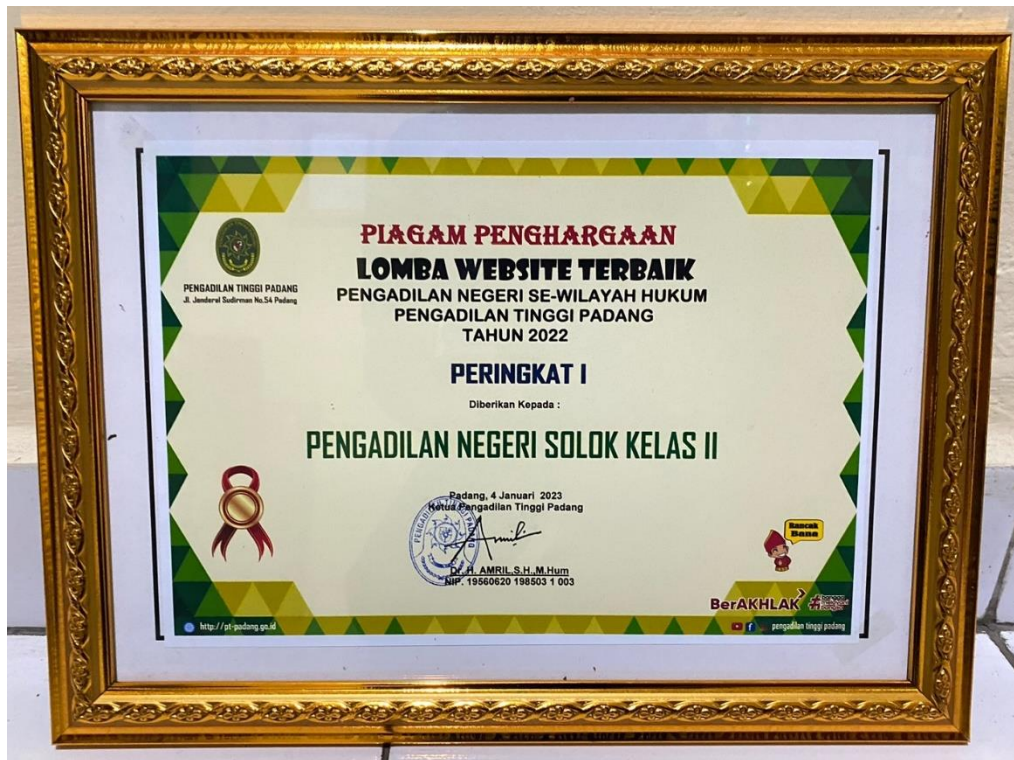 PENGADILAN TINGGI PADANG
Jl. Jenderal Sudirman No.54 Padang
PIAGAM PENGHARGAAN
LOMBA WEBSITE TERBAIK
PENGADILAN NEGERI SE-WILAYAH HUKUM
PENGADILAN TINGGI PADANG
TAHUN 2022
PERINGKAT I
Diberikan Kepada :
PENGADILAN NEGERI SOLOK KELAS II
Padang, 4 Januari 2023
Ketua Pengadilan Tinggi Padang
PENGADILAN TINGGI PADANG
Dr. H. AMRIL,S.H.,M.Hum
NIP. 19560620 198503 1 003
Bancak
Bana
BerAKHLAK
http://pt-padang.go.id
pengadilan tinggi padang